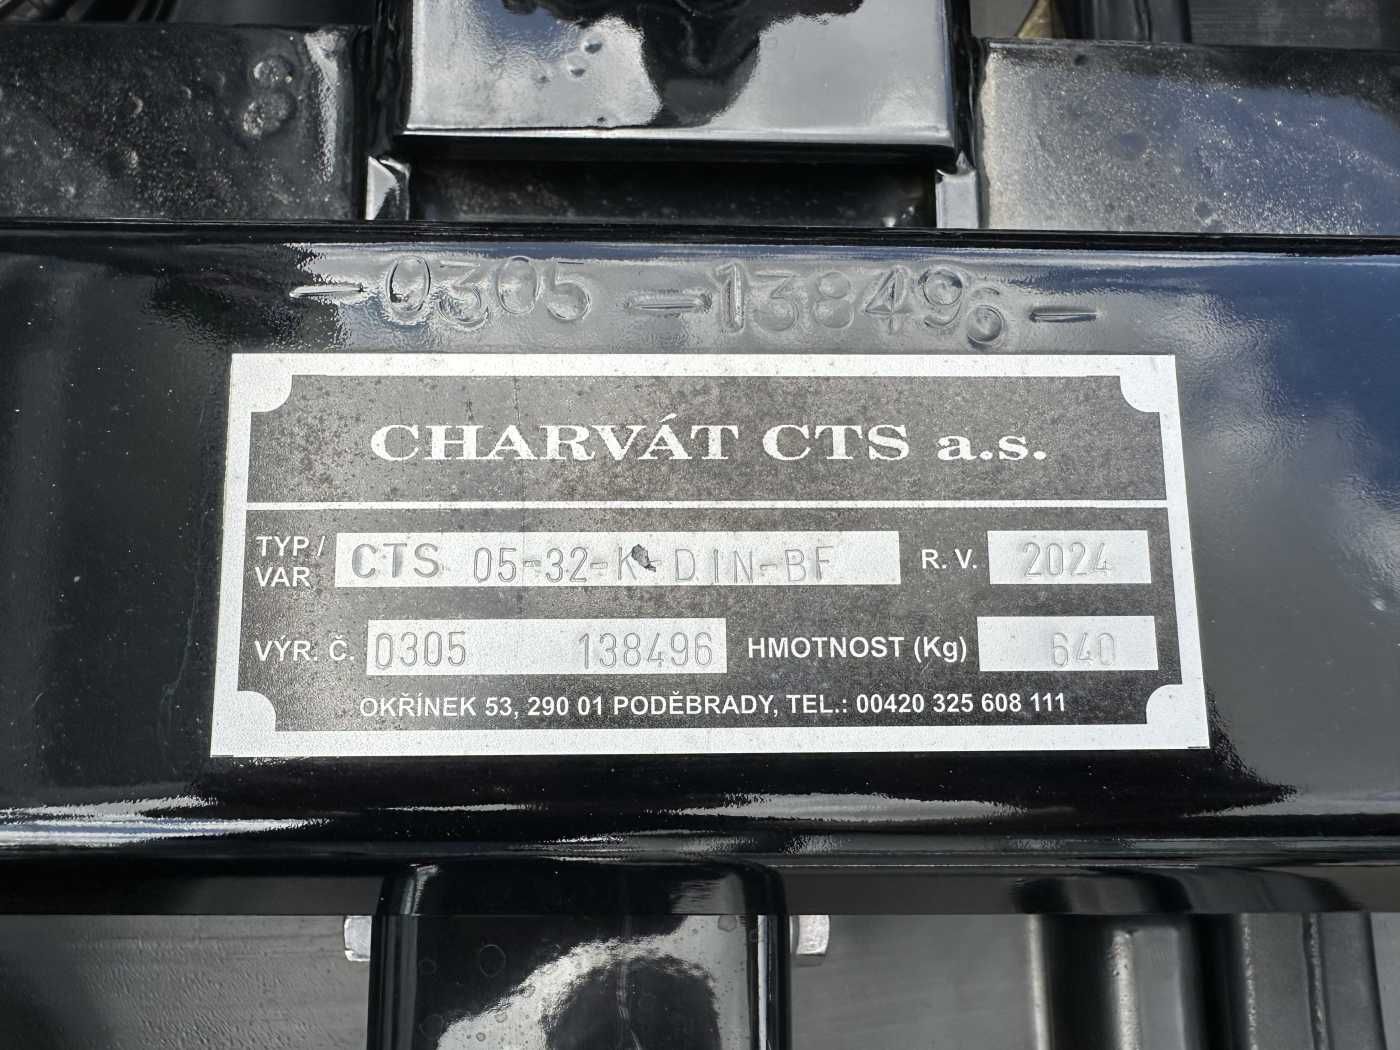 -0305 -138496-
CHARVÁT CTS a.s.
TYP / VAR CTS 05-32-K-DIN-BF R. V. 2024
VÝR. Č. 0305 138496 HMOTNOST (Kg) 640
OKŘÍNEK 53, 290 01 PODĚBRADY, TEL.: 00420 325 608 111